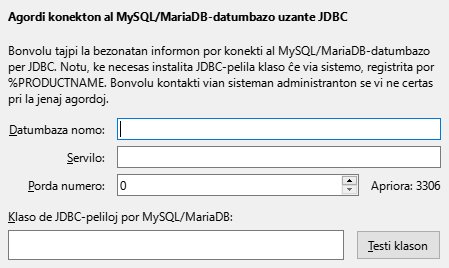 Agordi konekton al MySQL/MariaDB-datumbazo uzante JDBC
Bonvolu tajpi la bezonatan informon por konekti al MySQL/MariaDB-datumbazo
per JDBC. Notu, ke necesas instalita JDBC-pelila klaso ĉe via sistemo, registrita por
%PRODUCTNAME. Bonvolu kontakti vian sisteman administranton se vi ne certas
pri la jenaj agordoj.
Datumbaza nomo:
Servilo:
Porda numero: 0 Apriora: 3306
Klaso de JDBC-peliloj por MySQL/MariaDB:
Testi klason